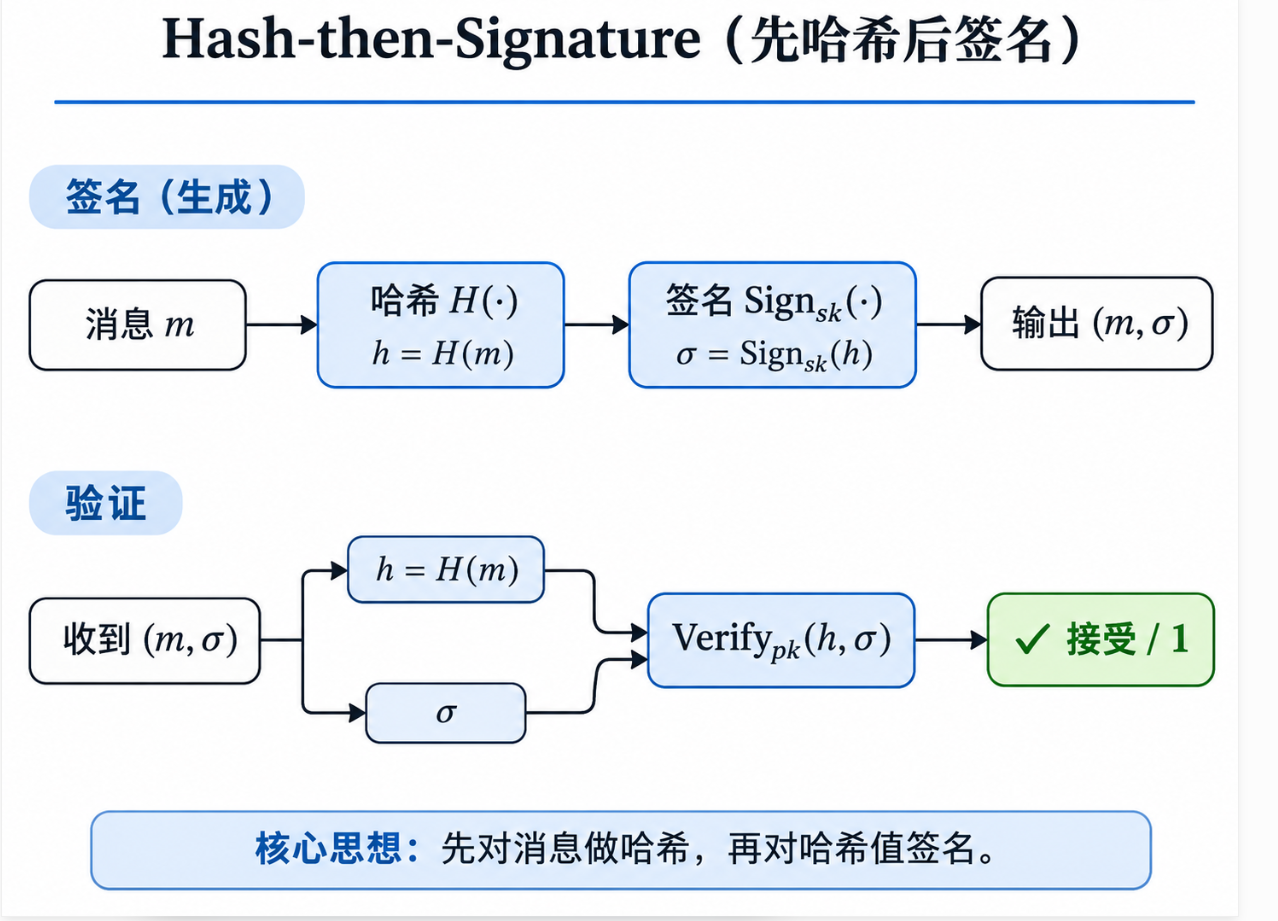 Hash-then-Signature（先哈希后签名）
签名（生成）
消息 m
哈希 H(·)
h = H(m)
签名 Signₛₖ(·)
σ = Signₛₖ(h)
输出 (m, σ)
验证
收到 (m, σ)
h = H(m)
σ
Verify_pk(h, σ)
✓ 接受 / 1
核心思想：先对消息做哈希，再对哈希值签名。